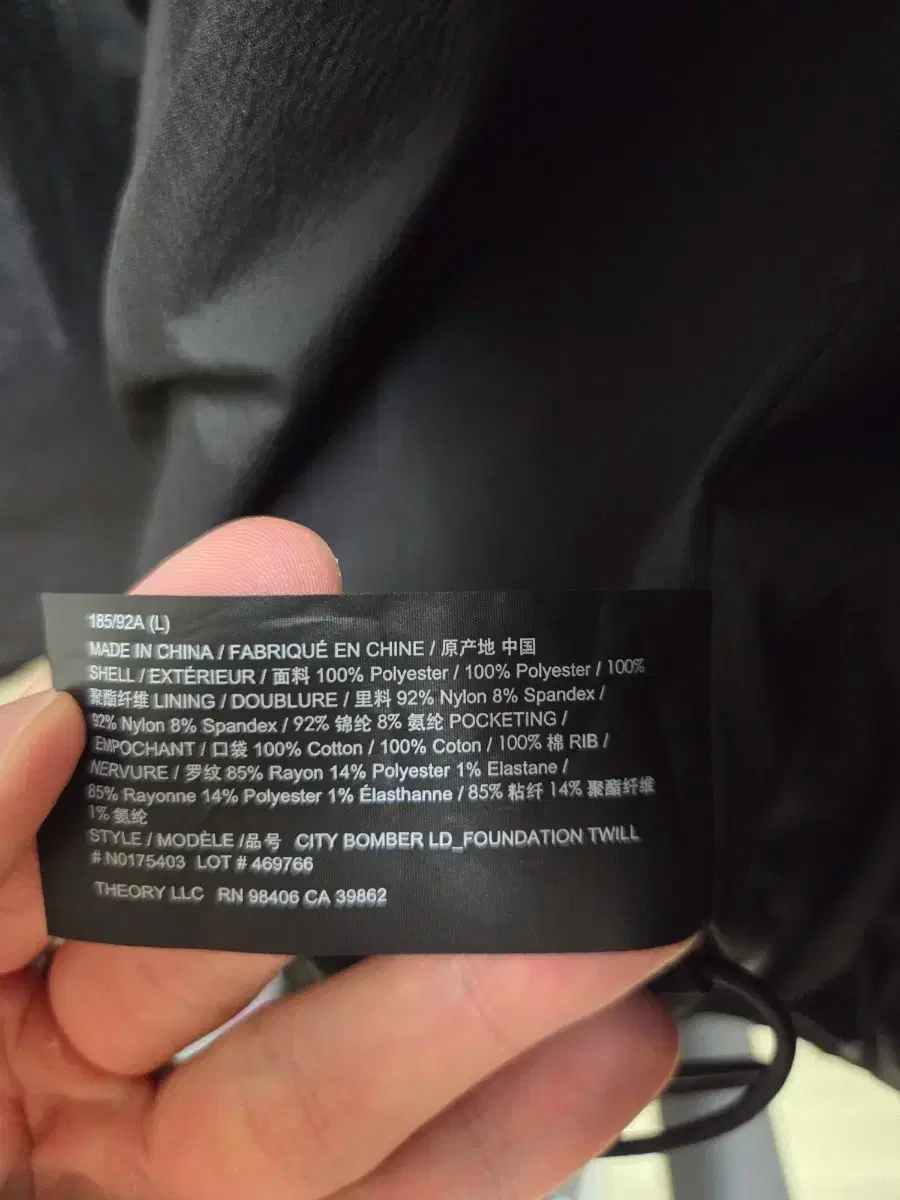 185/92A (L)
MADE IN CHINA / FABRIQUÉ EN CHINE / 原产地 中国
SHELL / EXTÉRIEUR / 面料 100% Polyester / 100% Polyester / 100%
聚酯纤维 LINING / DOUBLURE / 里料 92% Nylon 8% Spandex /
92% Nylon 8% Spandex / 92% 锦纶 8% 氨纶 POCKETING /
EMPOCHANT / 口袋 100% Cotton / 100% Coton / 100% 棉 RIB /
NERVURE / 罗纹 85% Rayon 14% Polyester 1% Elastane /
85% Rayonne 14% Polyester 1% Élasthanne / 85% 粘纤 14% 聚酯纤维
1% 氨纶
STYLE / MODÈLE /品号 CITY BOMBER LD_FOUNDATION TWILL
# N0175403 LOT # 469766
THEORY LLC RN 98406 CA 39862